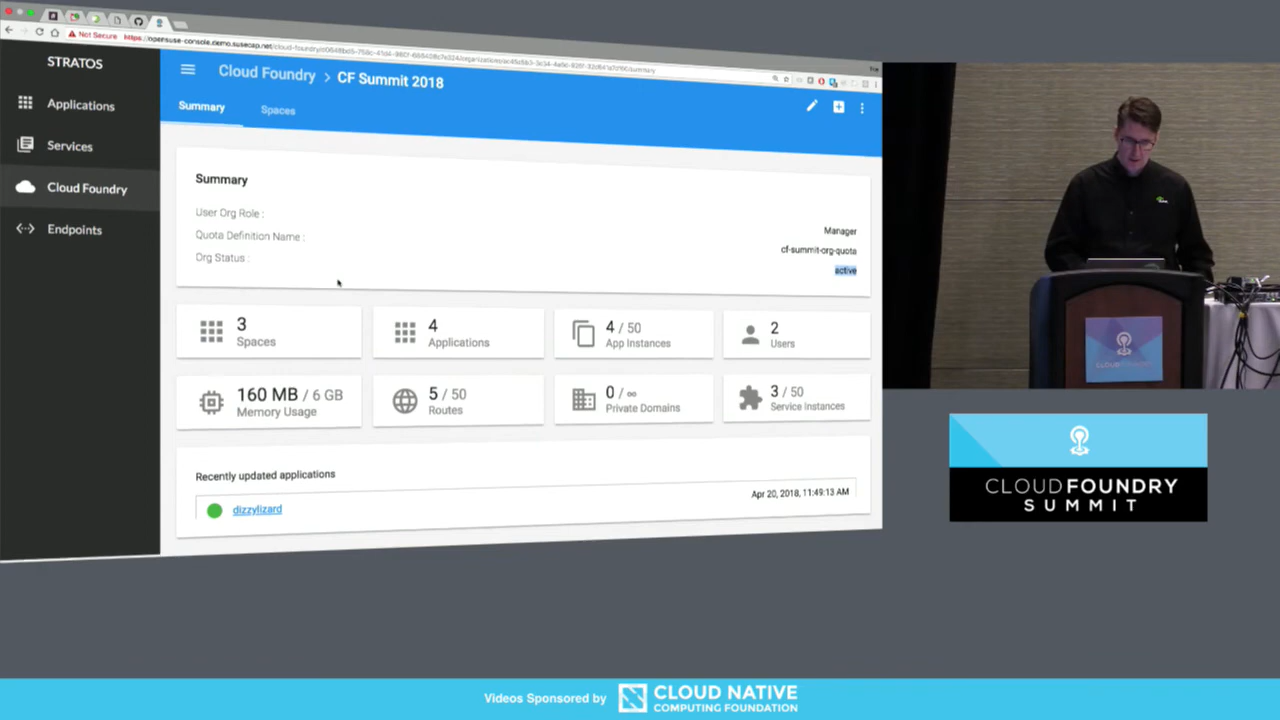 Not Secure
STRATOS
Applications
Services
Cloud Foundry
Endpoints
Cloud Foundry > CF Summit 2018
Summary
Spaces
Summary
User Org Role :
Manager
Quota Definition Name :
cf-summit-org-quota
Org Status :
active
3
Spaces
4
Applications
4 / 50
App Instances
2
Users
160 MB / 6 GB
Memory Usage
5 / 50
Routes
0 / ∞
Private Domains
3 / 50
Service Instances
Recently updated applications
dizzylizard
Apr 20, 2018, 11:49:13 AM
CLOUD FOUNDRY
SUMMIT
Videos Sponsored by
CLOUD NATIVE
COMPUTING FOUNDATION